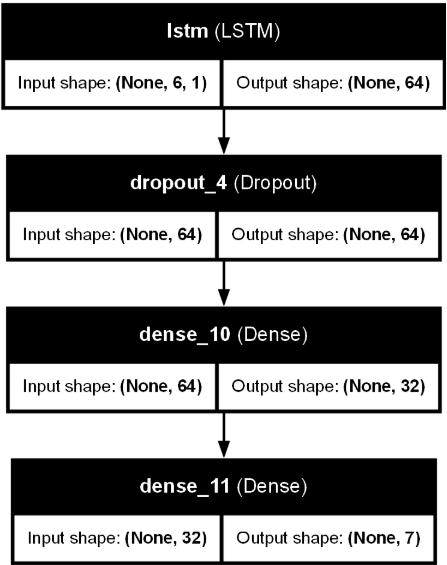 lstm (LSTM)
Input shape: (None, 6, 1) Output shape: (None, 64)
dropout_4 (Dropout)
Input shape: (None, 64) Output shape: (None, 64)
dense_10 (Dense)
Input shape: (None, 64) Output shape: (None, 32)
dense_11 (Dense)
Input shape: (None, 32) Output shape: (None, 7)